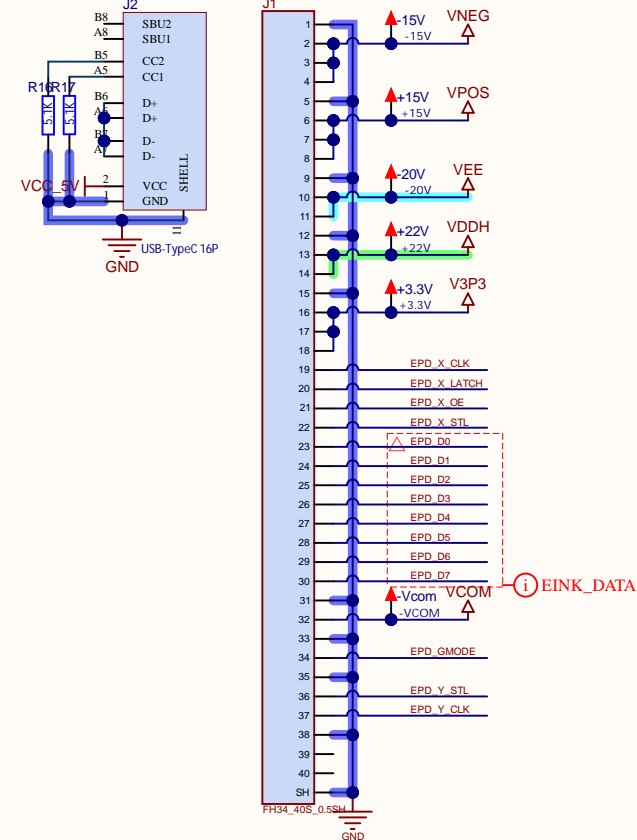 J2
B8 SBU2
A8 SBU1
B5 CC2
A5 CC1
R16 R17
5.1K 5.1K
B6 D+
D+
D-
D-
VCC_5V
2 VCC
1 GND
SHELL
11
USB-TypeC 16P
GND
J1
1
2 -15V -15V VNEG
3
4
5
6 +15V +15V VPOS
7
8
9
10 -20V -20V VEE
11
12
13 +22V +22V VDDH
14
15
16 +3.3V +3.3V V3P3
17
18
19 EPD_X_CLK
20 EPD_X_LATCH
21 EPD_X_OE
22 EPD_X_STL
23 EPD_D0
24 EPD_D1
25 EPD_D2
26 EPD_D3
27 EPD_D4
28 EPD_D5
29 EPD_D6
30 EPD_D7
i EINK_DATA
31
32 -Vcom -VCOM VCOM
33
34 EPD_GMODE
35
36 EPD_Y_STL
37 EPD_Y_CLK
38
39
40
SH
FH34_40S_0.5SH
GND